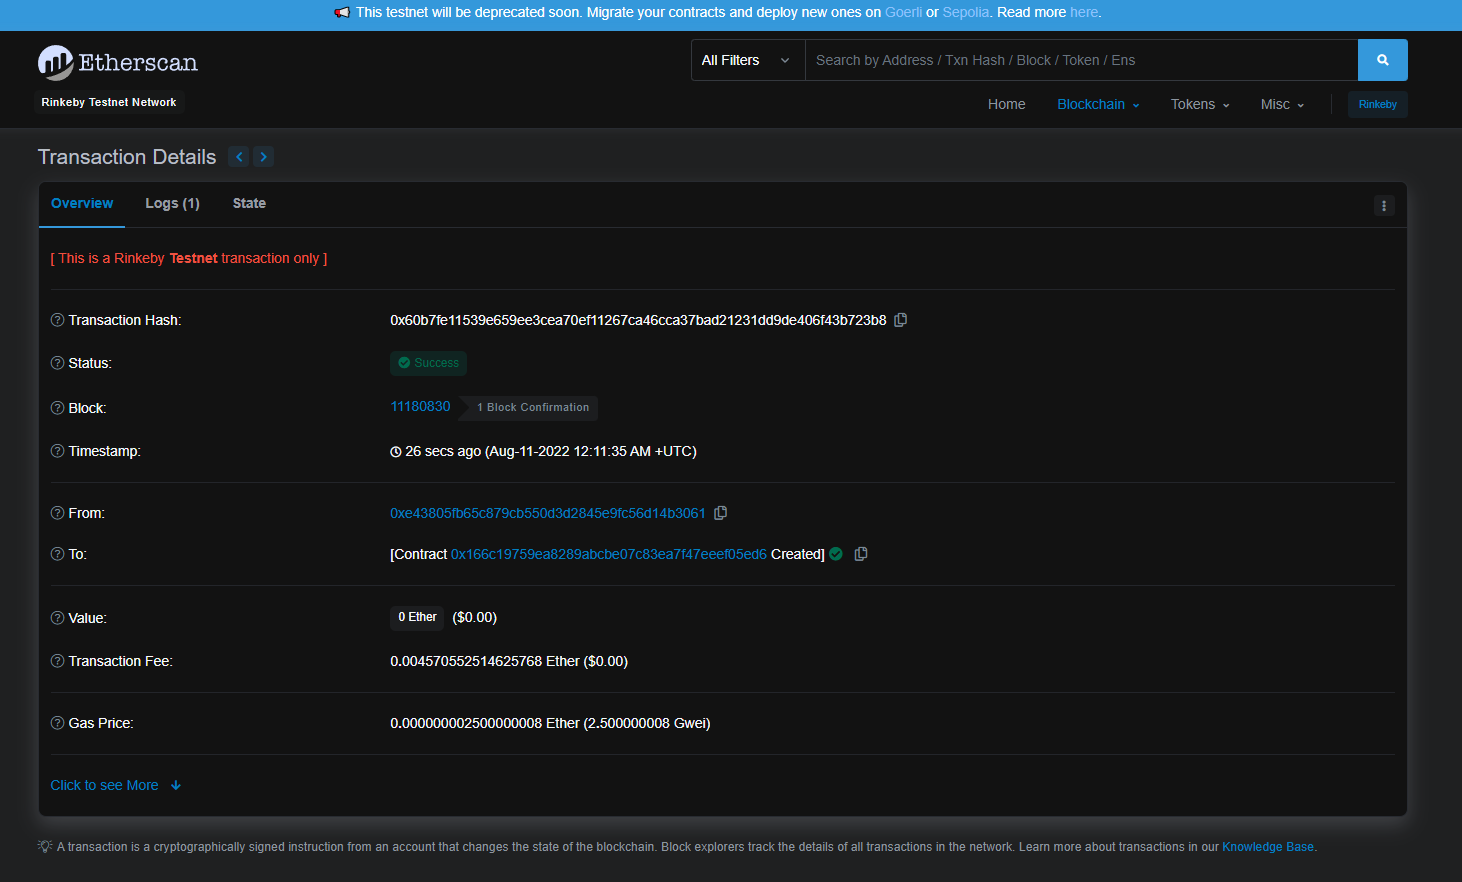 This testnet will be deprecated soon. Migrate your contracts and deploy new ones on Goerli or Sepolia. Read more here.
Etherscan
All Filters
Search by Address / Txn Hash / Block / Token / Ens
Rinkeby Testnet Network
Home Blockchain Tokens Misc Rinkeby
Transaction Details
Overview Logs (1) State
[ This is a Rinkeby Testnet transaction only ]
Transaction Hash: 0x60b7fe11539e659ee3cea70ef11267ca46cca37bad21231dd9de406f43b723b8
Status: Success
Block: 11180830 1 Block Confirmation
Timestamp: 26 secs ago (Aug-11-2022 12:11:35 AM +UTC)
From: 0xe43805fb65c879cb550d3d2845e9fc56d14b3061
To: [Contract 0x166c19759ea8289abcbe07c83ea7f47eeef05ed6 Created]
Value: 0 Ether ($0.00)
Transaction Fee: 0.004570552514625768 Ether ($0.00)
Gas Price: 0.000000002500000008 Ether (2.500000008 Gwei)
Click to see More
A transaction is a cryptographically signed instruction from an account that changes the state of the blockchain. Block explorers track the details of all transactions in the network. Learn more about transactions in our Knowledge Base.